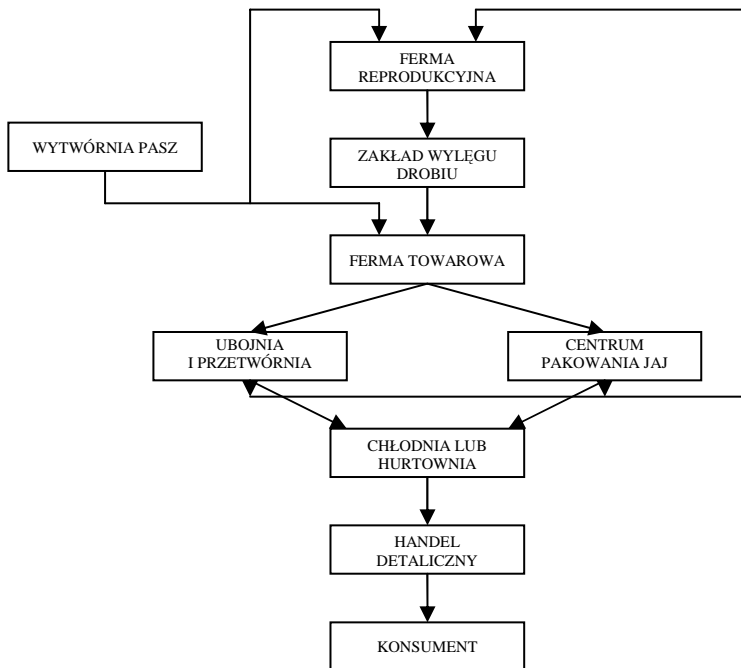 FERMA
REPRODUKCYJNA
WYTWÓRNIA PASZ
ZAKŁAD WYLĘGU
DROBIU
FERMA TOWAROWA
UBOJNIA
I PRZETWÓRNIA
CENTRUM
PAKOWANIA JAJ
CHŁODNIA LUB
HURTOWNIA
HANDEL
DETALICZNY
KONSUMENT